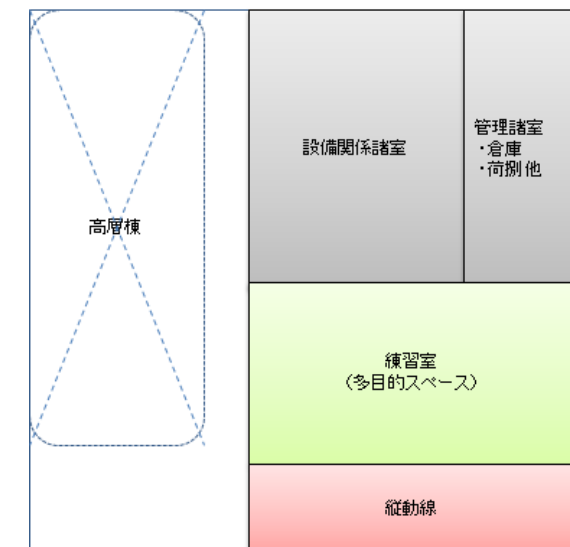 設備関係諸室
管理諸室
・倉庫
・荷捌他
高層棟
練習室
（多目的スペース）
縦動線